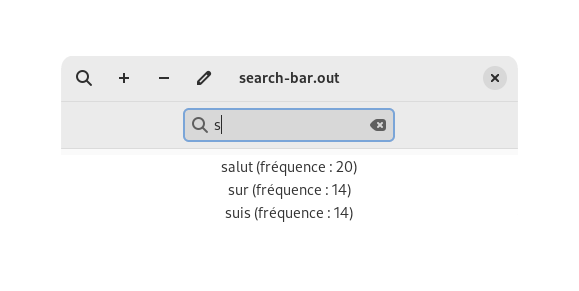 search-bar.out
s
salut (fréquence : 20)
sur (fréquence : 14)
suis (fréquence : 14)